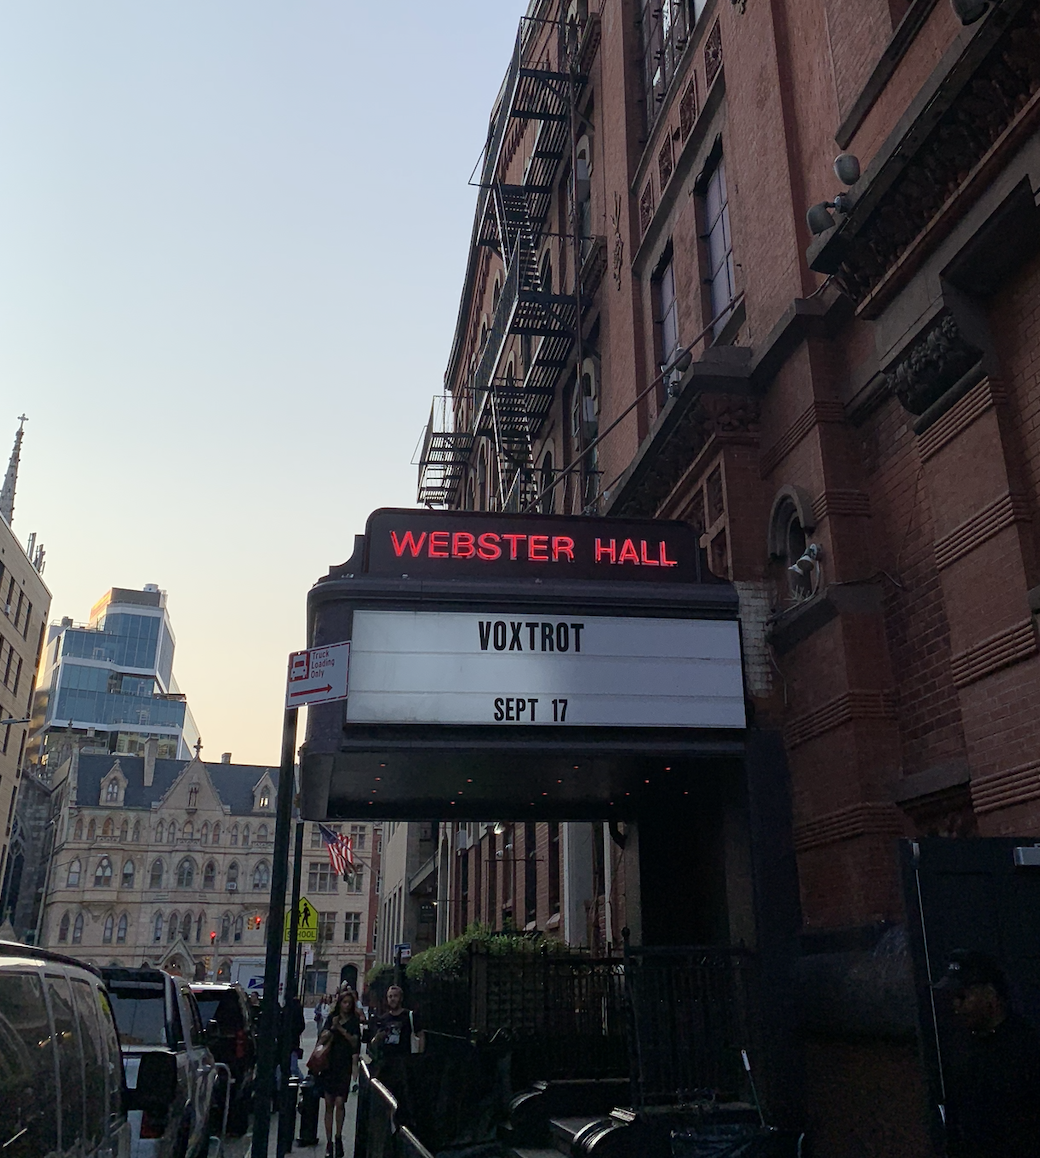 WEBSTER HALL
VOXTROT
SEPT 17
Truck
Loading
Only
SCHOOL